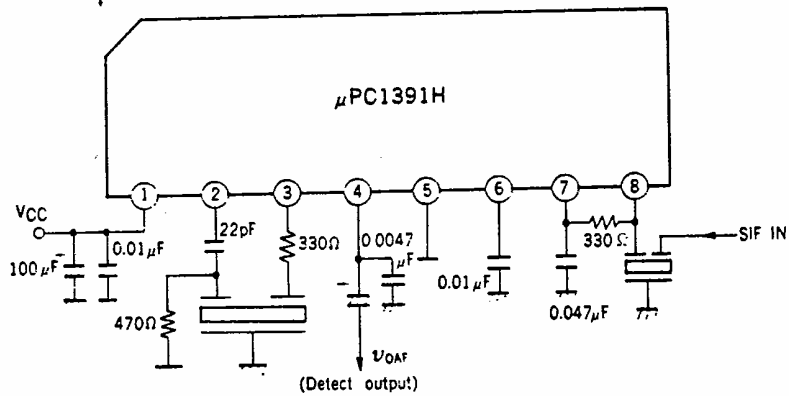 μPC1391H
1 2 3 4 5 6 7 8
VCC
22pF
330Ω
0.0047
μF
330Ω
SIF IN
0.01μF
100μF
0.01μF
0.047μF
470Ω
υOAF
(Detect output)